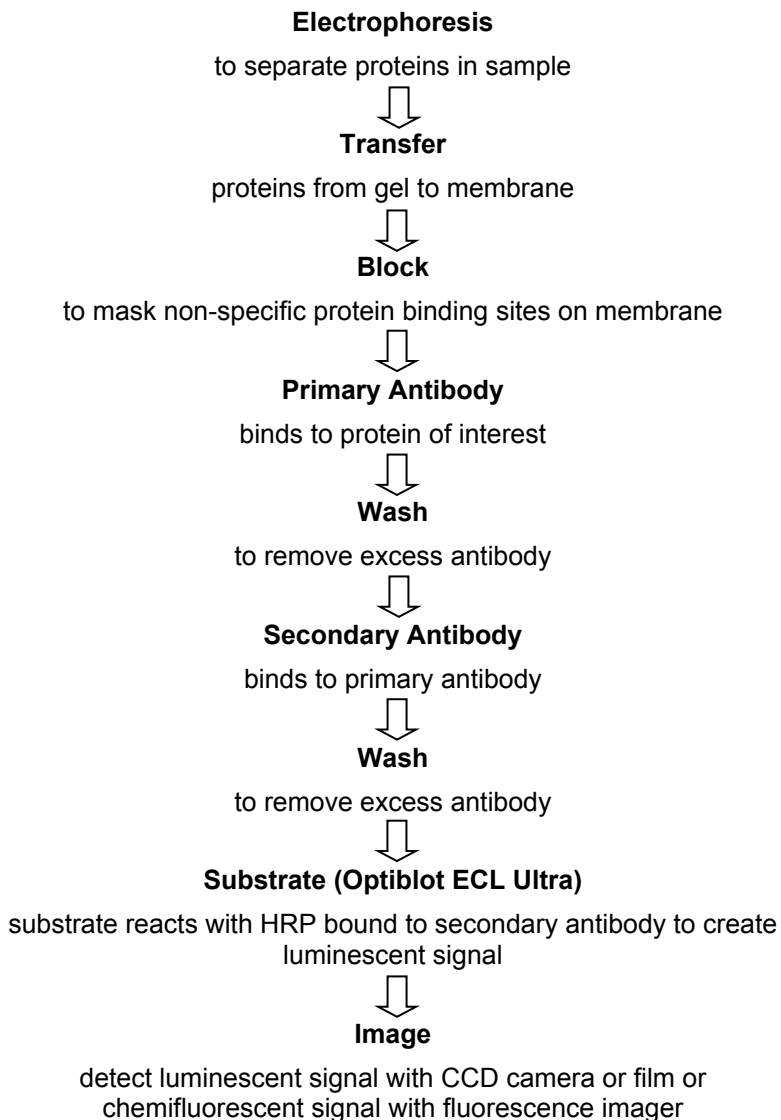 Electrophoresis
to separate proteins in sample
Transfer
proteins from gel to membrane
Block
to mask non-specific protein binding sites on membrane
Primary Antibody
binds to protein of interest
Wash
to remove excess antibody
Secondary Antibody
binds to primary antibody
Wash
to remove excess antibody
Substrate (Optiblot ECL Ultra)
substrate reacts with HRP bound to secondary antibody to create
luminescent signal
Image
detect luminescent signal with CCD camera or film or
chemifluorescent signal with fluorescence imager